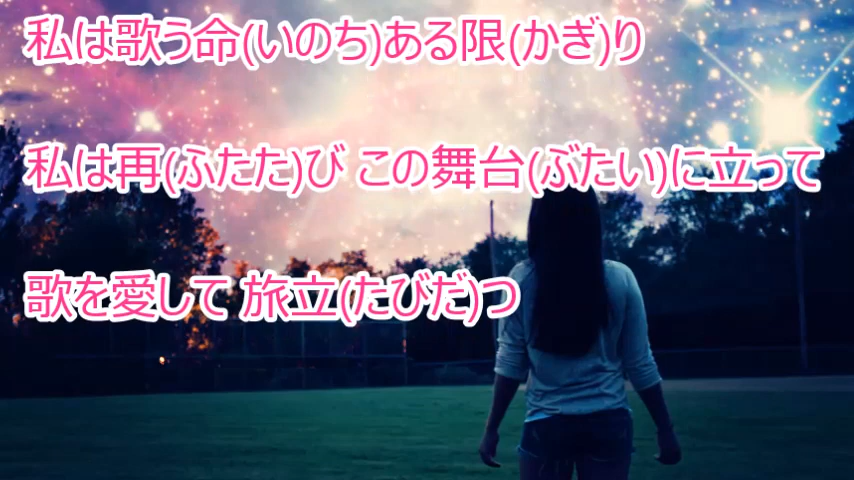 私は歌う命(いのち)ある限(かぎ)り
私は再(ふたた)び この舞台(ぶたい)に立って
歌を愛して 旅立(たびだ)つ